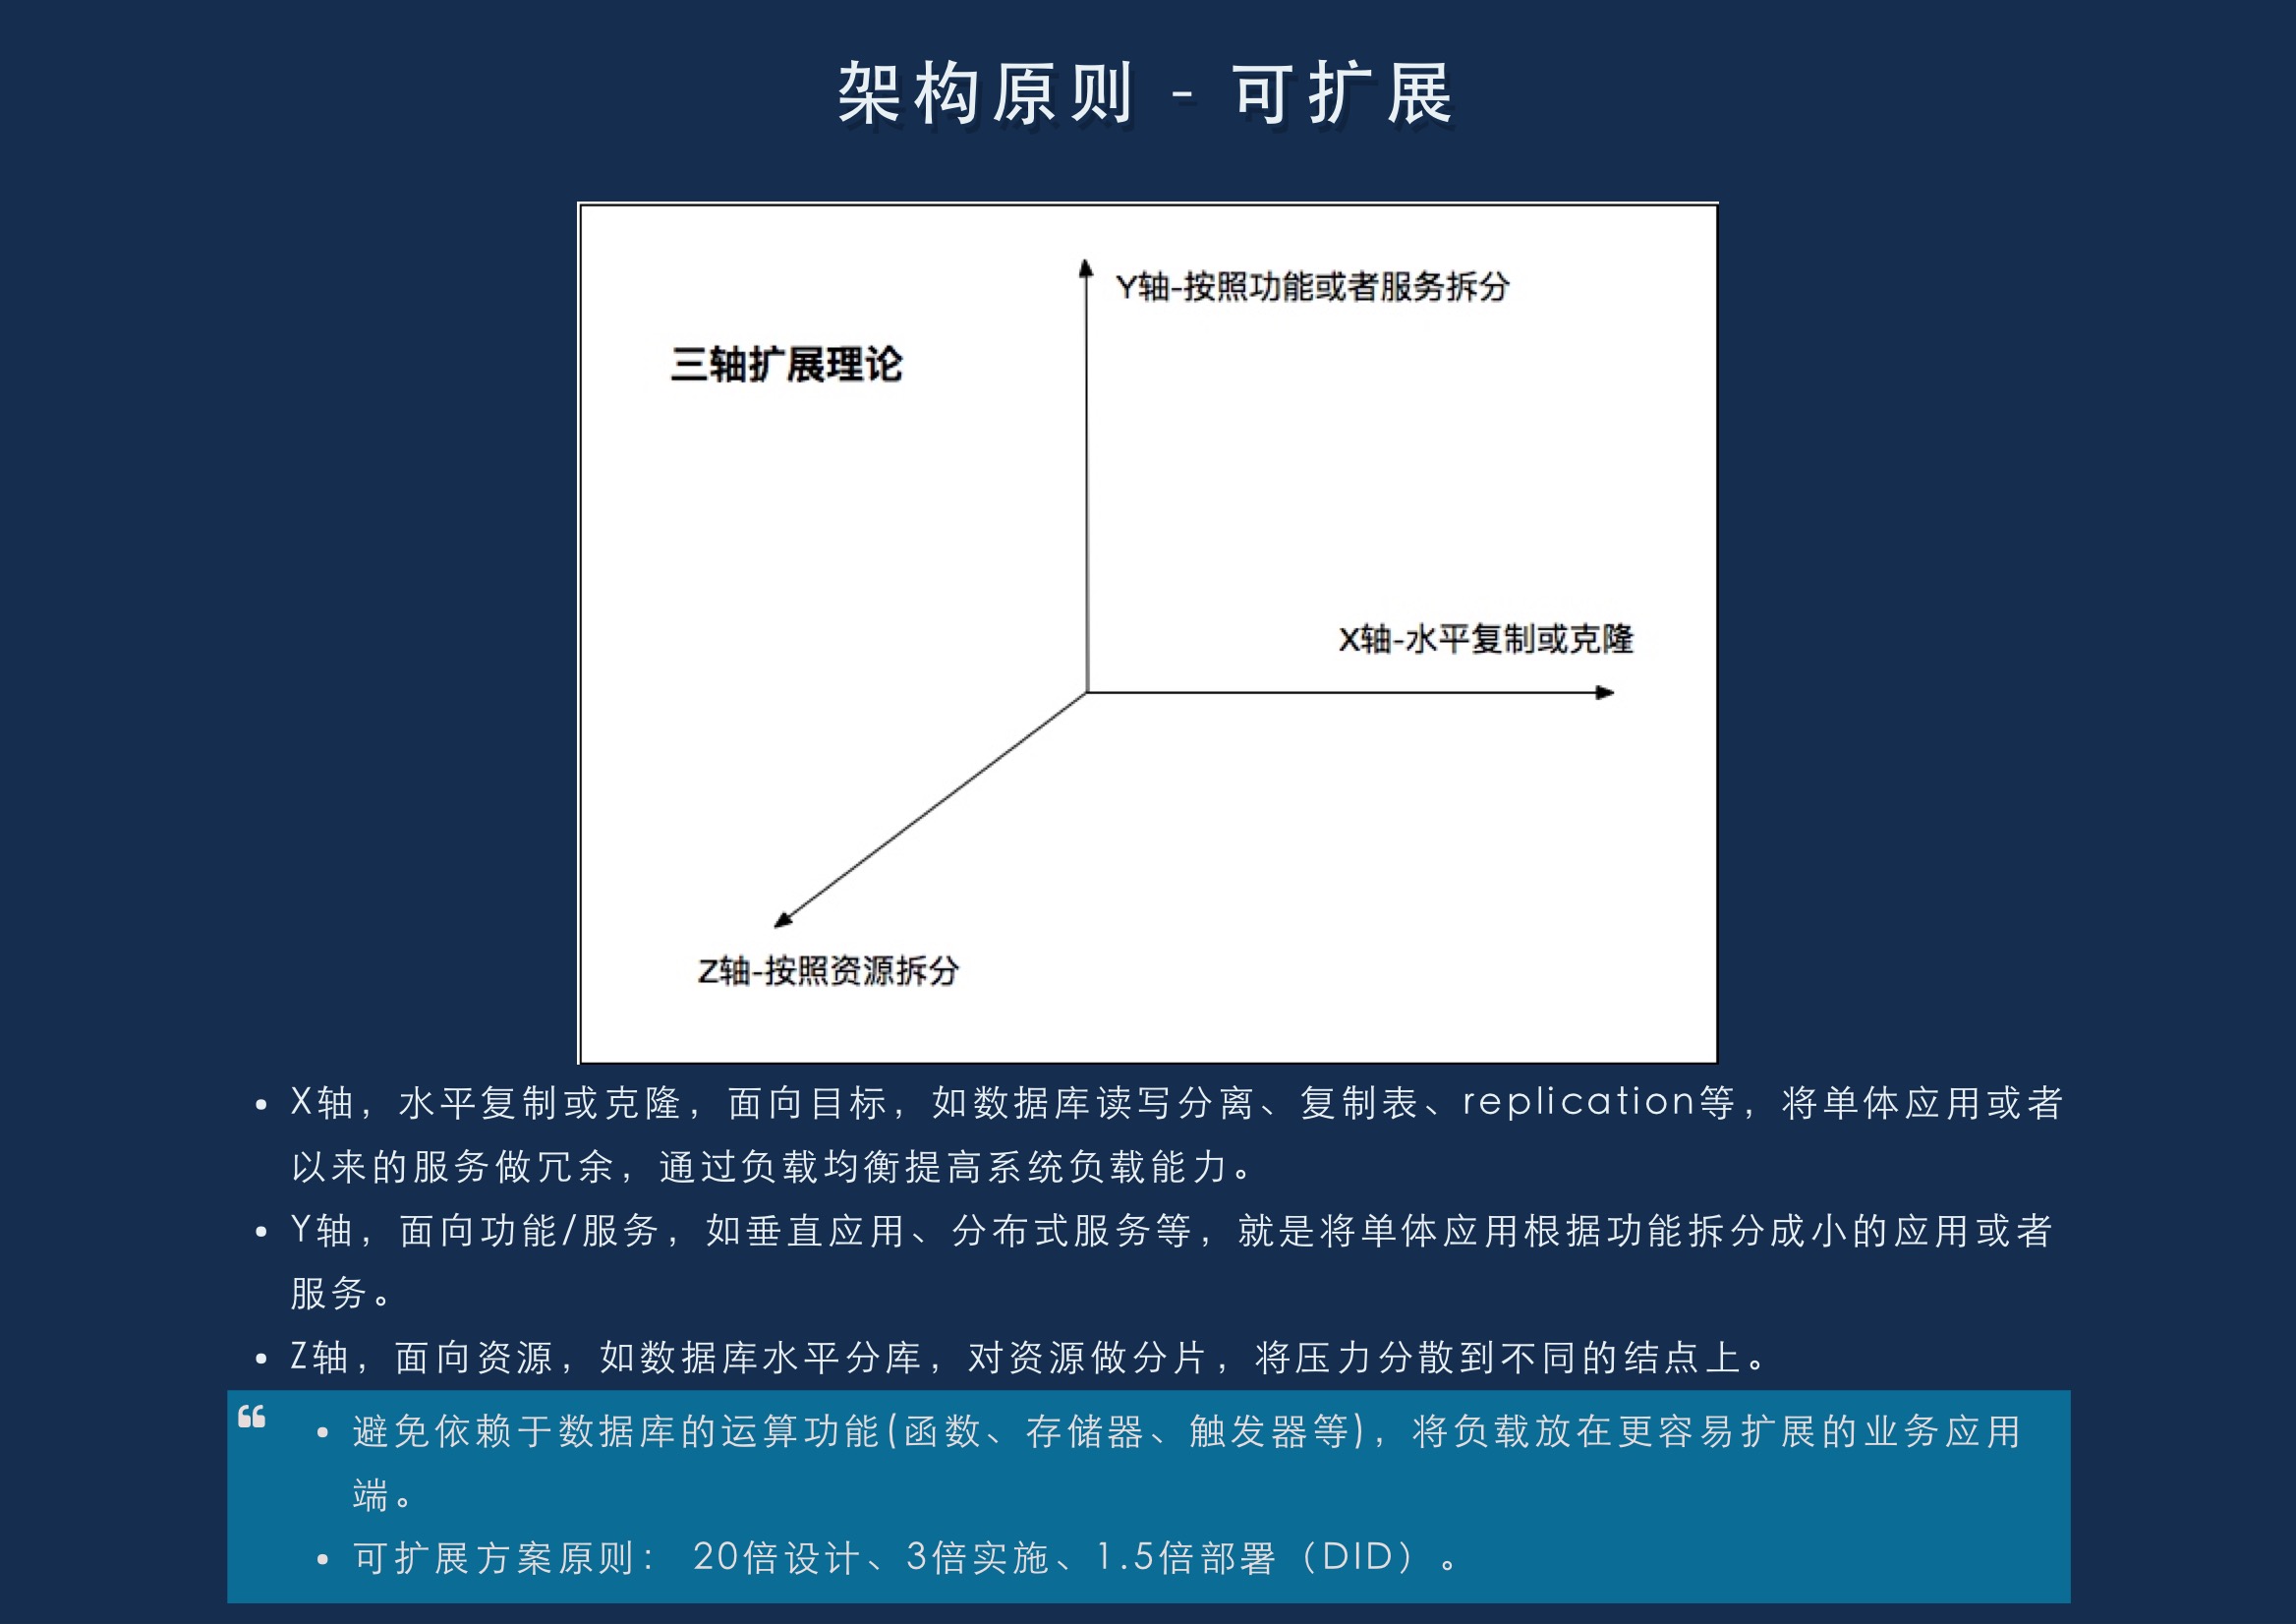 架构原则 - 可扩展
Y轴-按照功能或者服务拆分
三轴扩展理论
X轴-水平复制或克隆
Z轴-按照资源拆分
• X轴，水平复制或克隆，面向目标，如数据库读写分离、复制表、replication等，将单体应用或者
以来的服务做冗余，通过负载均衡提高系统负载能力。
• Y轴，面向功能/服务，如垂直应用、分布式服务等，就是将单体应用根据功能拆分成小的应用或者
服务。
• Z轴，面向资源，如数据库水平分库，对资源做分片，将压力分散到不同的结点上。
• 避免依赖于数据库的运算功能(函数、存储器、触发器等)，将负载放在更容易扩展的业务应用
端。
• 可扩展方案原则： 20倍设计、3倍实施、1.5倍部署（DID）。